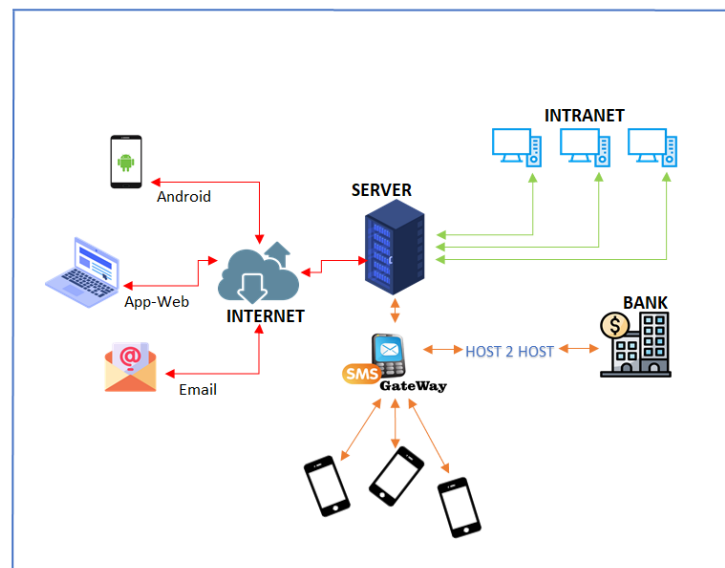 INTRANET
SERVER
Android
App-Web
INTERNET
BANK
$
HOST 2 HOST
SMS
GateWay
@
Email